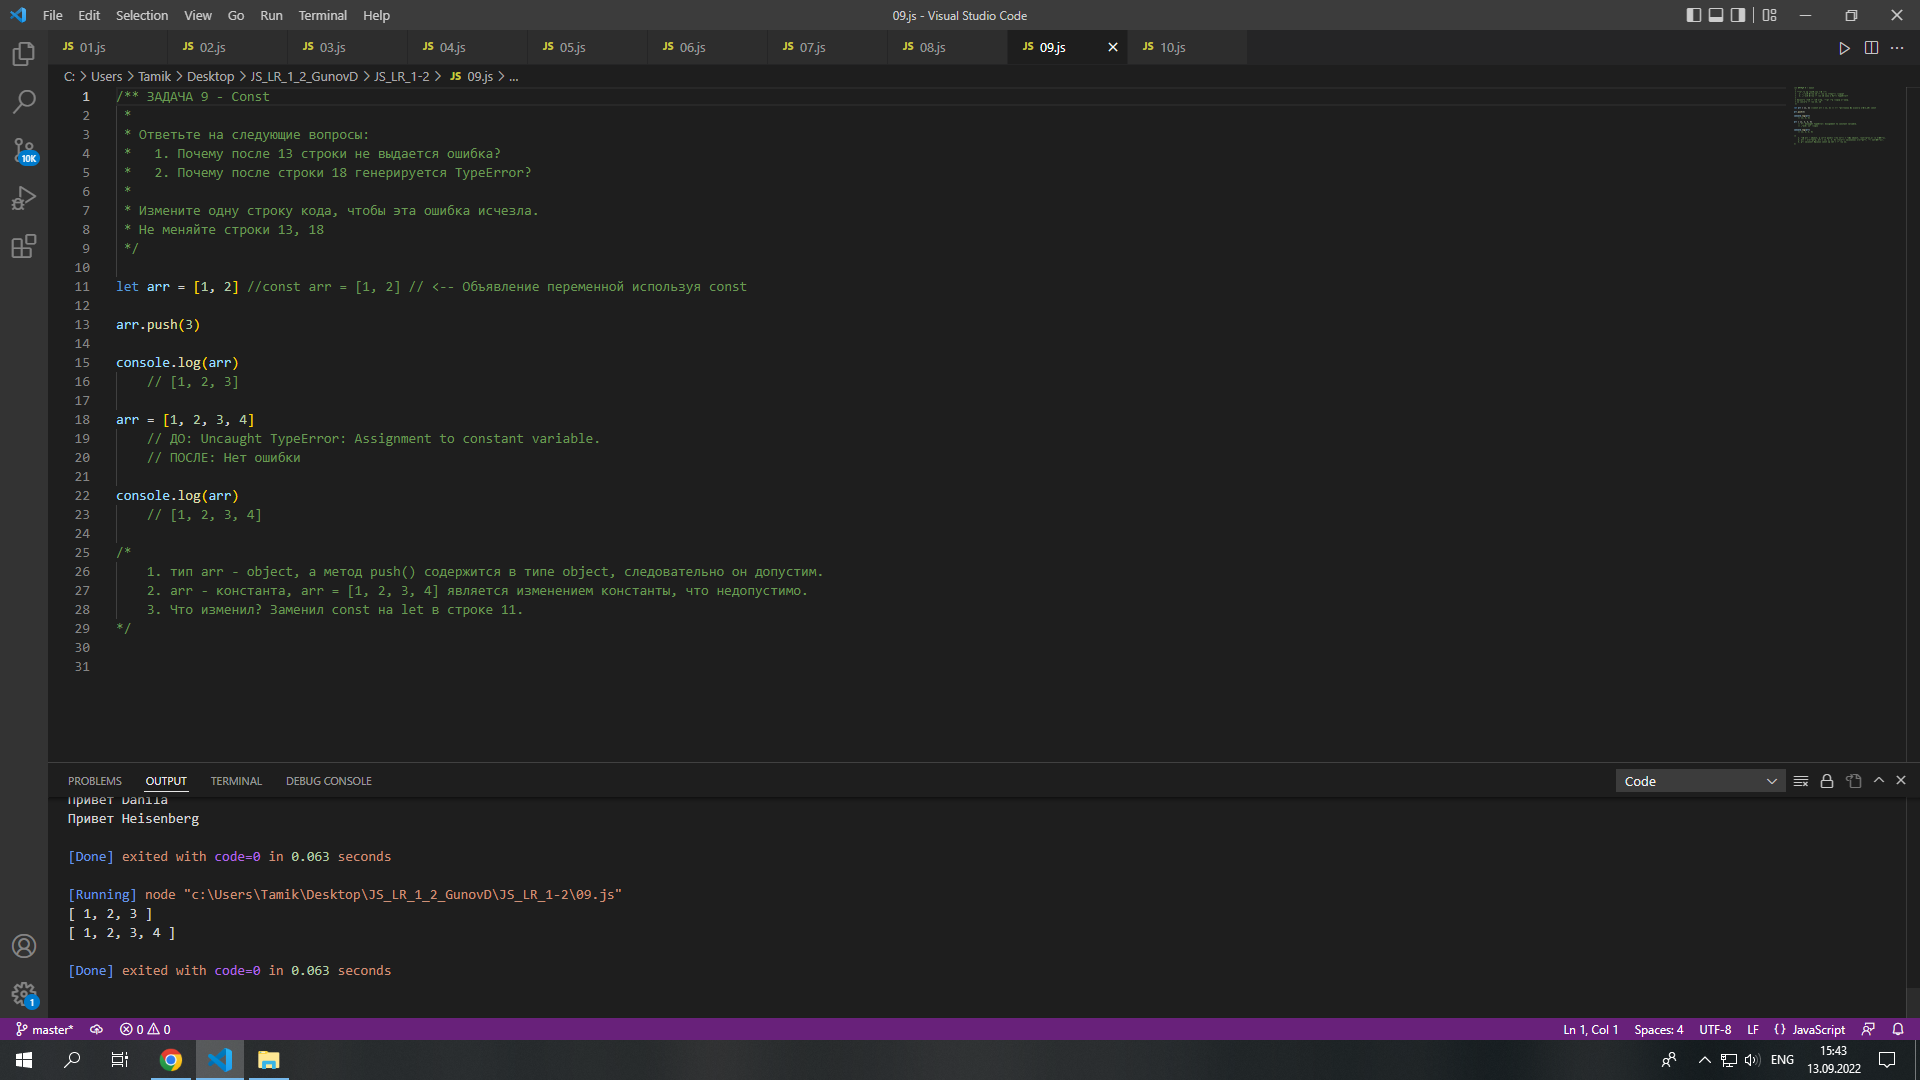 File Edit Selection View Go Run Terminal Help
09.js - Visual Studio Code
JS 01.js JS 02.js JS 03.js JS 04.js JS 05.js JS 06.js JS 07.js JS 08.js JS 09.js JS 10.js
C: > Users > Tamik > Desktop > JS_LR_1_2_GunovD > JS_LR_1-2 > JS 09.js > ...
1 /** ЗАДАЧА 9 - Const
2 *
3 * Ответьте на следующие вопросы:
4 * 1. Почему после 13 строки не выдается ошибка?
5 * 2. Почему после строки 18 генерируется TypeError?
6 *
7 * Измените одну строку кода, чтобы эта ошибка исчезла.
8 * Не меняйте строки 13, 18
9 */
10
11 let arr = [1, 2] //const arr = [1, 2] // <-- Объявление переменной используя const
12
13 arr.push(3)
14
15 console.log(arr)
16 // [1, 2, 3]
17
18 arr = [1, 2, 3, 4]
19 // ДО: Uncaught TypeError: Assignment to constant variable.
20 // ПОСЛЕ: Нет ошибки
21
22 console.log(arr)
23 // [1, 2, 3, 4]
24
25 /*
26 1. тип arr - object, а метод push() содержится в типе object, следовательно он допустим.
27 2. arr - константа, arr = [1, 2, 3, 4] является изменением константы, что недопустимо.
28 3. Что изменил? Заменил const на let в строке 11.
29 */
30
31
10K
1
PROBLEMS OUTPUT TERMINAL DEBUG CONSOLE
Code
Привет Danila
Привет Heisenberg
[Done] exited with code=0 in 0.063 seconds
[Running] node "c:\Users\Tamik\Desktop\JS_LR_1_2_GunovD\JS_LR_1-2\09.js"
[ 1, 2, 3 ]
[ 1, 2, 3, 4 ]
[Done] exited with code=0 in 0.063 seconds
master* 0 0
Ln 1, Col 1 Spaces: 4 UTF-8 LF {} JavaScript
ENG
15:43
13.09.2022